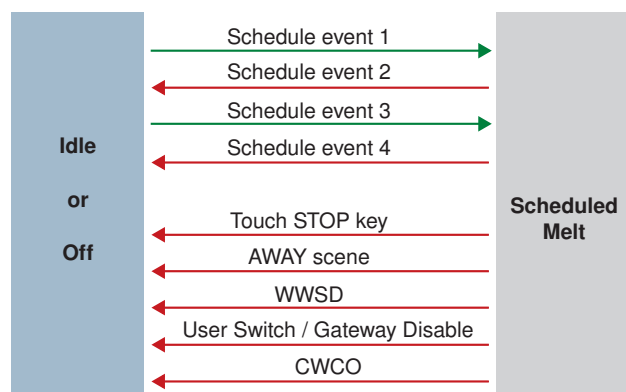 Schedule event 1
Schedule event 2
Schedule event 3
Schedule event 4
Idle
or
Off
Scheduled
Melt
Touch STOP key
AWAY scene
WWSD
User Switch / Gateway Disable
CWCO